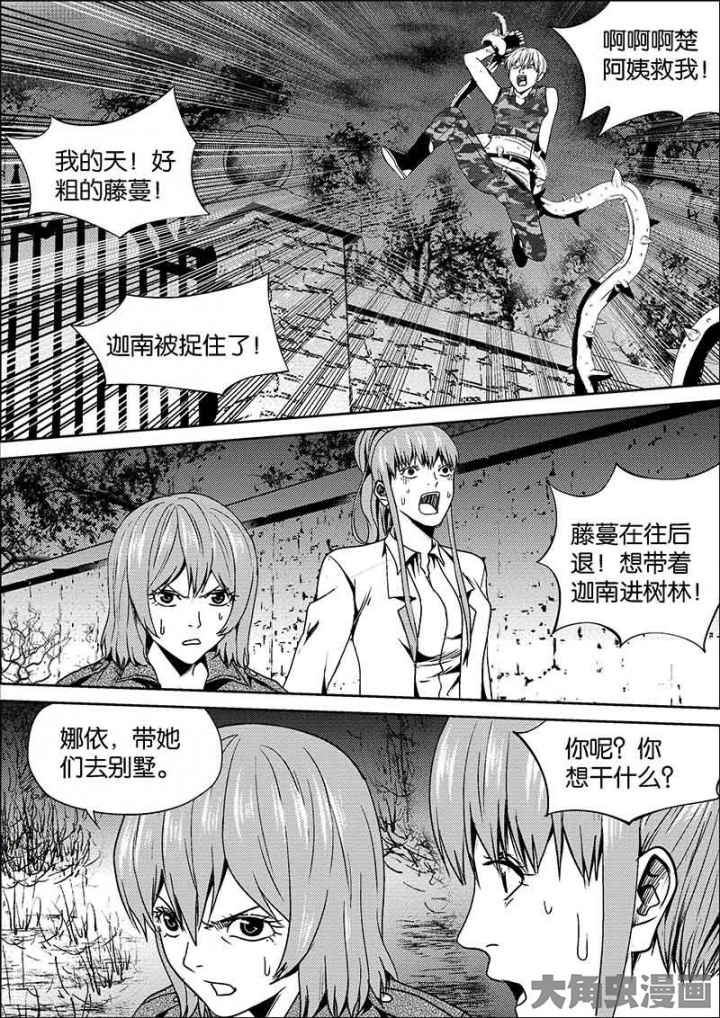 啊啊啊楚
阿姨救我！
我的天！好
粗的藤蔓！
迦南被捉住了！
藤蔓在往后
退！想带着
迦南进树林！
娜依，带她
们去别墅。
你呢？你
想干什么？
大角虫漫画